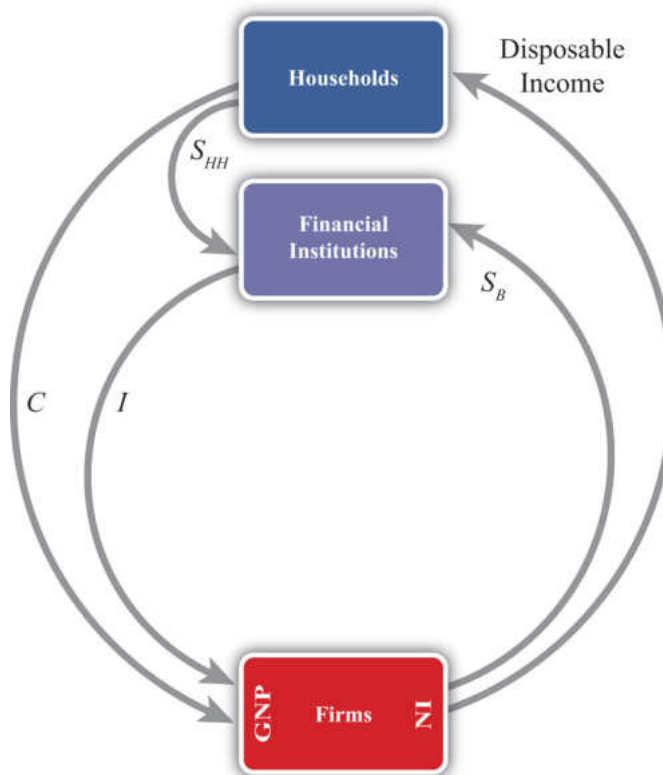 Households
Disposable
Income
S_HH
Financial
Institutions
S_B
C
I
GNP
Firms
NI